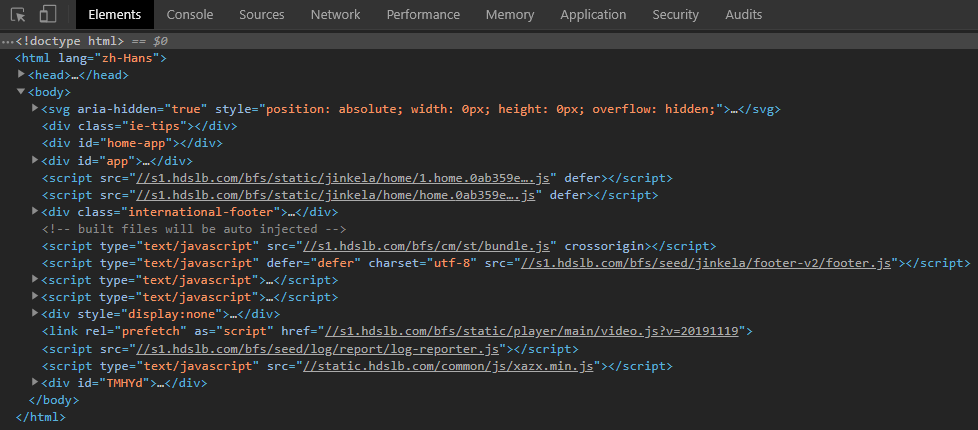 Elements Console Sources Network Performance Memory Application Security Audits
…<!doctype html> == $0
<html lang="zh-Hans">
<head>…</head>
<body>
<svg aria-hidden="true" style="position: absolute; width: 0px; height: 0px; overflow: hidden;">…</svg>
<div class="ie-tips"></div>
<div id="home-app"></div>
<div id="app">…</div>
<script src="//s1.hdslb.com/bfs/static/jinkela/home/1.home.0ab359e….js" defer></script>
<script src="//s1.hdslb.com/bfs/static/jinkela/home/home.0ab359e….js" defer></script>
<div class="international-footer">…</div>
<!-- built files will be auto injected -->
<script type="text/javascript" src="//s1.hdslb.com/bfs/cm/st/bundle.js" crossorigin></script>
<script type="text/javascript" defer="defer" charset="utf-8" src="//s1.hdslb.com/bfs/seed/jinkela/footer-v2/footer.js"></script>
<script type="text/javascript">…</script>
<script type="text/javascript">…</script>
<div style="display:none">…</div>
<link rel="prefetch" as="script" href="//s1.hdslb.com/bfs/static/player/main/video.js?v=20191119">
<script src="//s1.hdslb.com/bfs/seed/log/report/log-reporter.js"></script>
<script type="text/javascript" src="//static.hdslb.com/common/js/xazx.min.js"></script>
<div id="TMHYd">…</div>
</body>
</html>